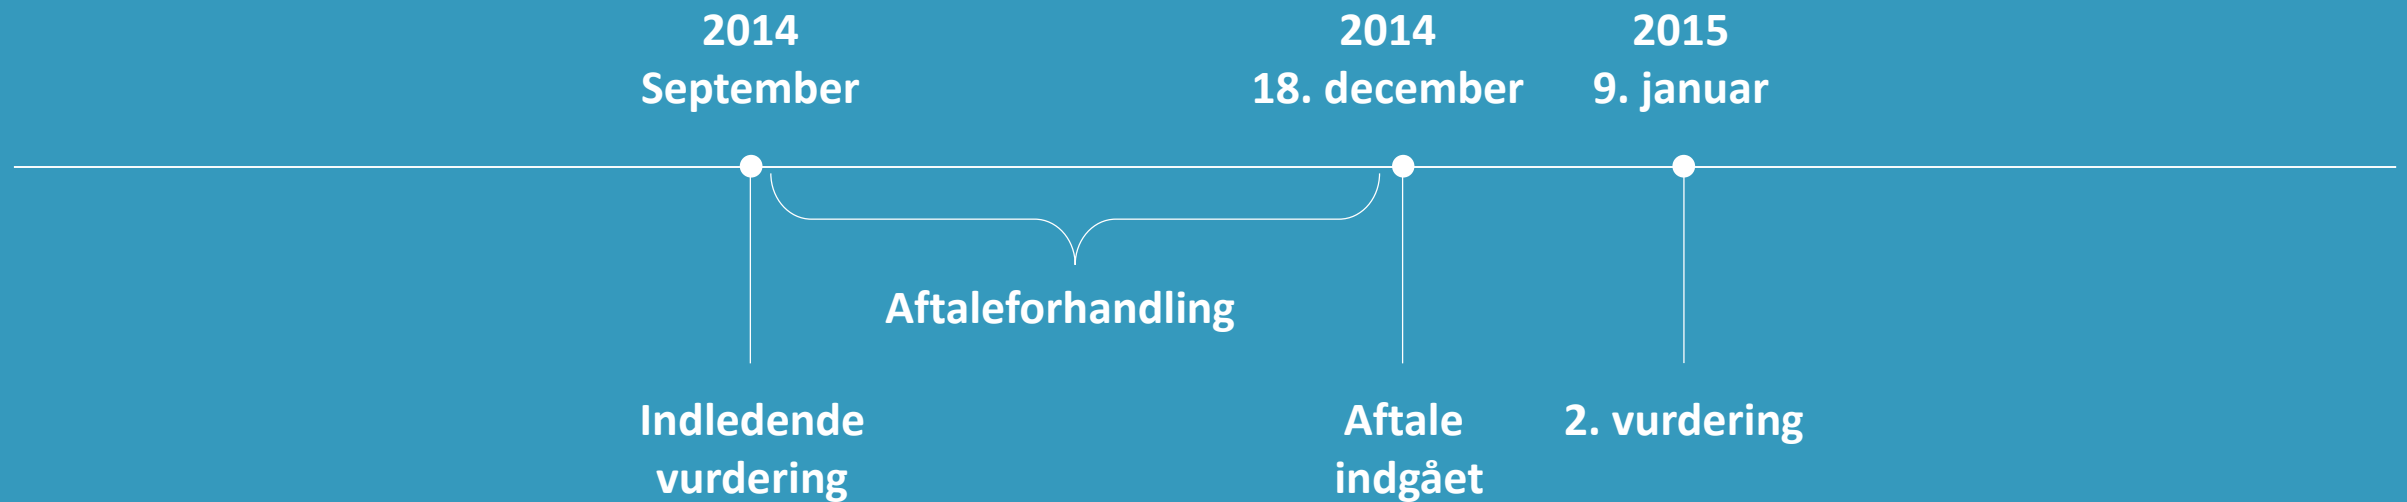 2014
September
2014
18. december
2015
9. januar
Aftaleforhandling
Indledende
vurdering
Aftale
indgået
2. vurdering